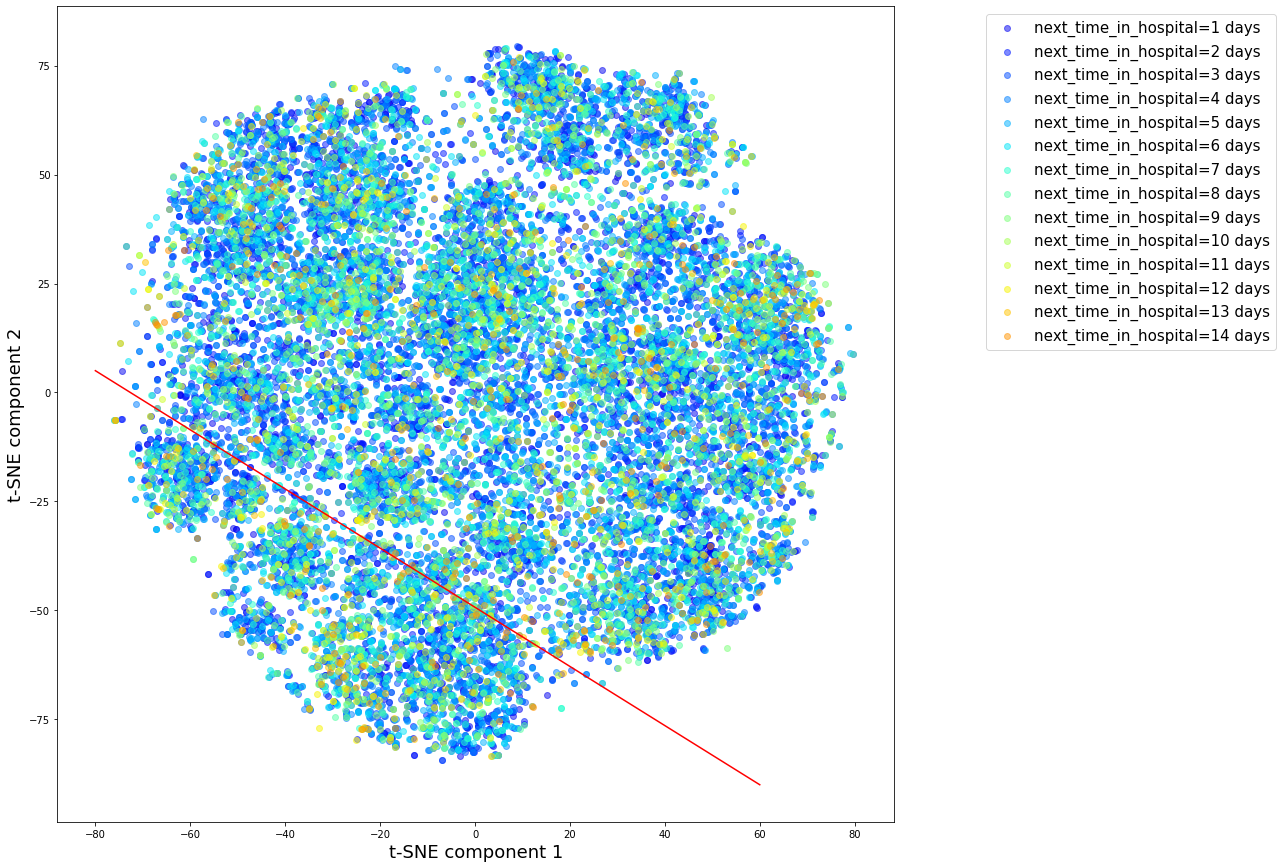 75
50
25
0
−25
−50
−75
t-SNE component 2
−80
−60
−40
−20
0
20
40
60
80
t-SNE component 1
next_time_in_hospital=1 days
next_time_in_hospital=2 days
next_time_in_hospital=3 days
next_time_in_hospital=4 days
next_time_in_hospital=5 days
next_time_in_hospital=6 days
next_time_in_hospital=7 days
next_time_in_hospital=8 days
next_time_in_hospital=9 days
next_time_in_hospital=10 days
next_time_in_hospital=11 days
next_time_in_hospital=12 days
next_time_in_hospital=13 days
next_time_in_hospital=14 days